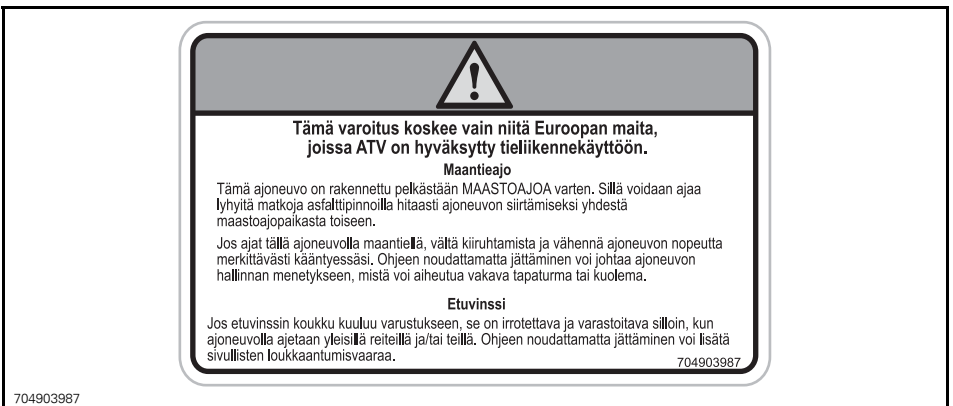 Tämä varoitus koskee vain niitä Euroopan maita,
joissa ATV on hyväksytty tieliikennekäyttöön.
Maantieajo
Tämä ajoneuvo on rakennettu pelkästään MAASTOAJOA varten. Sillä voidaan ajaa
lyhyitä matkoja asfalttipinnoilla hitaasti ajoneuvon siirtämiseksi yhdestä
maastoajopaikasta toiseen.
Jos ajat tällä ajoneuvolla maantiellä, vältä kiiruhtamista ja vähennä ajoneuvon nopeutta
merkittävästi kääntyessäsi. Ohjeen noudattamatta jättäminen voi johtaa ajoneuvon
hallinnan menetykseen, mistä voi aiheutua vakava tapaturma tai kuolema.
Etuvinssi
Jos etuvinssin koukku kuuluu varustukseen, se on irrotettava ja varastoitava silloin, kun
ajoneuvolla ajetaan yleisillä reiteillä ja/tai teillä. Ohjeen noudattamatta jättäminen voi lisätä
sivullisten loukkaantumisvaaraa.
704903987
704903987